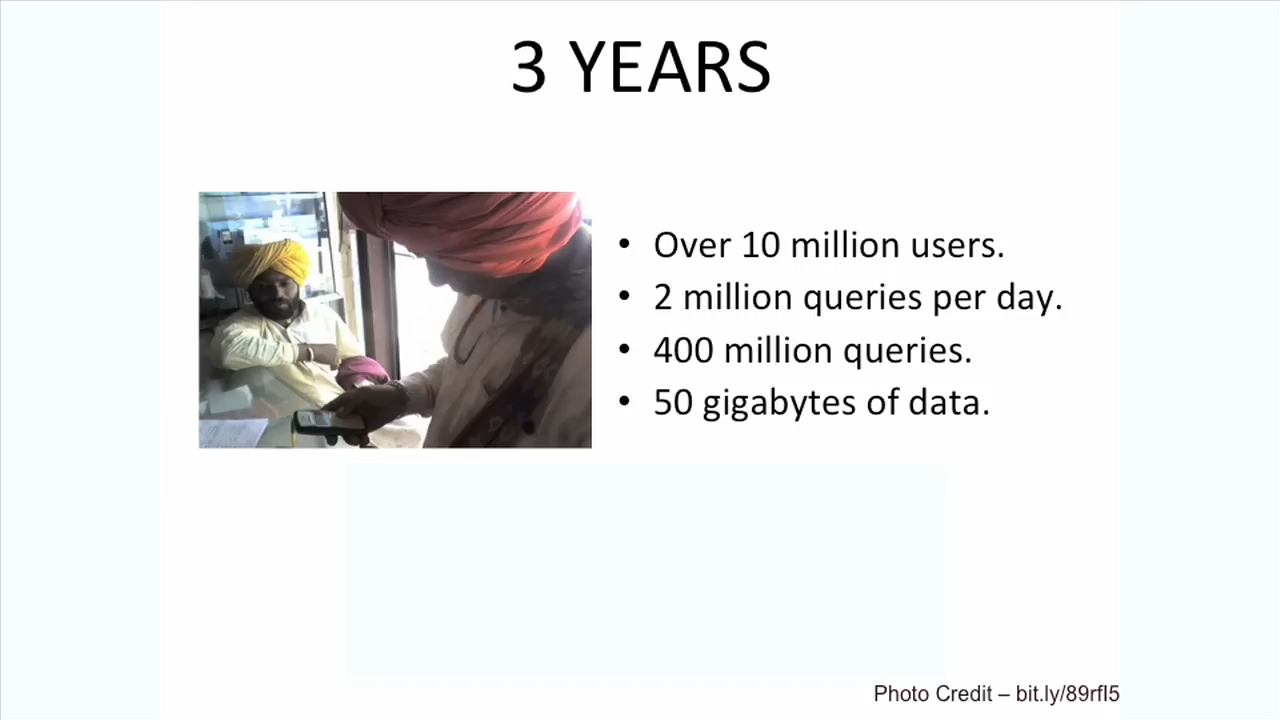 3 YEARS
• Over 10 million users.
• 2 million queries per day.
• 400 million queries.
• 50 gigabytes of data.
Photo Credit – bit.ly/89rfI5